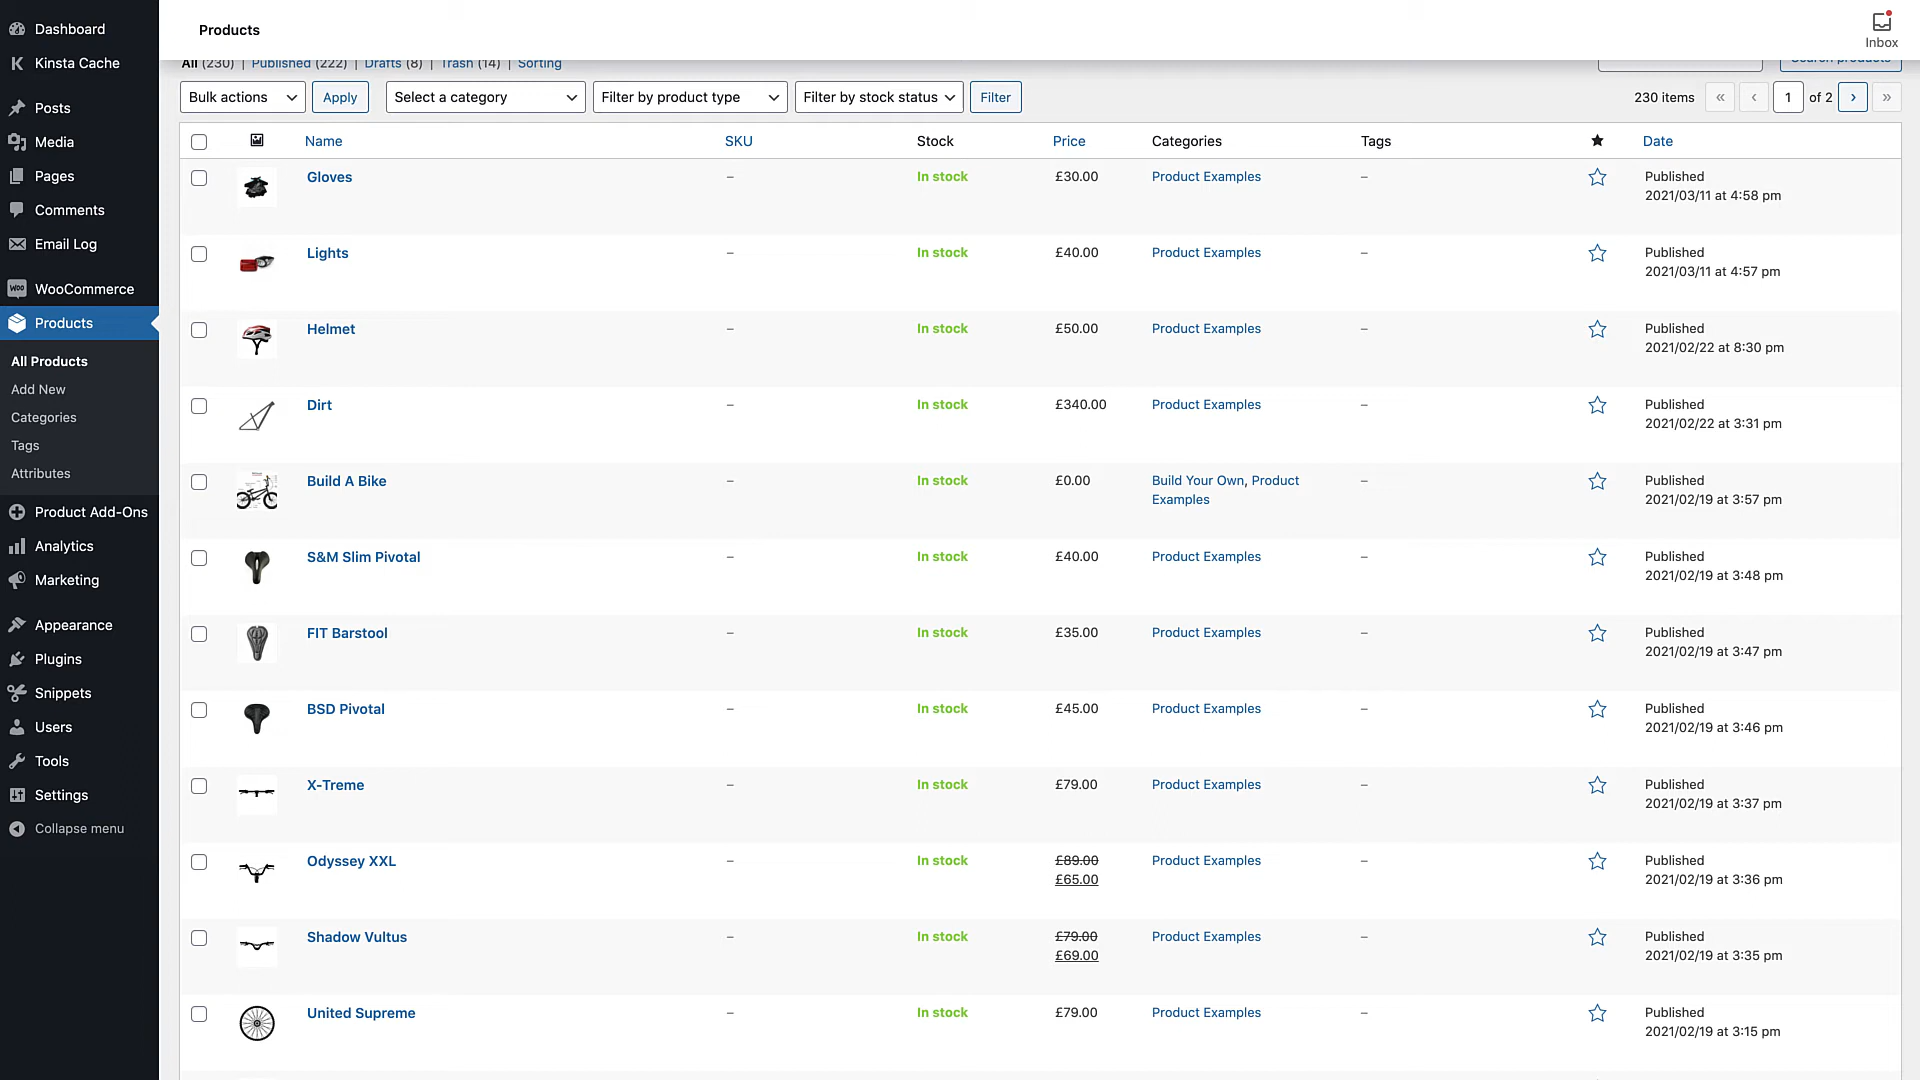 Dashboard
Kinsta Cache
Posts
Media
Pages
Comments
Email Log
WooCommerce
Products
All Products
Add New
Categories
Tags
Attributes
Product Add-Ons
Analytics
Marketing
Appearance
Plugins
Snippets
Users
Tools
Settings
Collapse menu
Products
Inbox
All (230) | Published (222) | Drafts (8) | Trash (14) | Sorting
Search products
Bulk actions Apply Select a category Filter by product type Filter by stock status Filter 230 items « ‹ 1 of 2 › »
Name SKU Stock Price Categories Tags ★ Date
Gloves – In stock £30.00 Product Examples – Published
2021/03/11 at 4:58 pm
Lights – In stock £40.00 Product Examples – Published
2021/03/11 at 4:57 pm
Helmet – In stock £50.00 Product Examples – Published
2021/02/22 at 8:30 pm
Dirt – In stock £340.00 Product Examples – Published
2021/02/22 at 3:31 pm
Build A Bike – In stock £0.00 Build Your Own, Product – Published
Examples 2021/02/19 at 3:57 pm
S&M Slim Pivotal – In stock £40.00 Product Examples – Published
2021/02/19 at 3:48 pm
FIT Barstool – In stock £35.00 Product Examples – Published
2021/02/19 at 3:47 pm
BSD Pivotal – In stock £45.00 Product Examples – Published
2021/02/19 at 3:46 pm
X-Treme – In stock £79.00 Product Examples – Published
2021/02/19 at 3:37 pm
Odyssey XXL – In stock £89.00 Product Examples – Published
£65.00 2021/02/19 at 3:36 pm
Shadow Vultus – In stock £79.00 Product Examples – Published
£69.00 2021/02/19 at 3:35 pm
United Supreme – In stock £79.00 Product Examples – Published
2021/02/19 at 3:15 pm